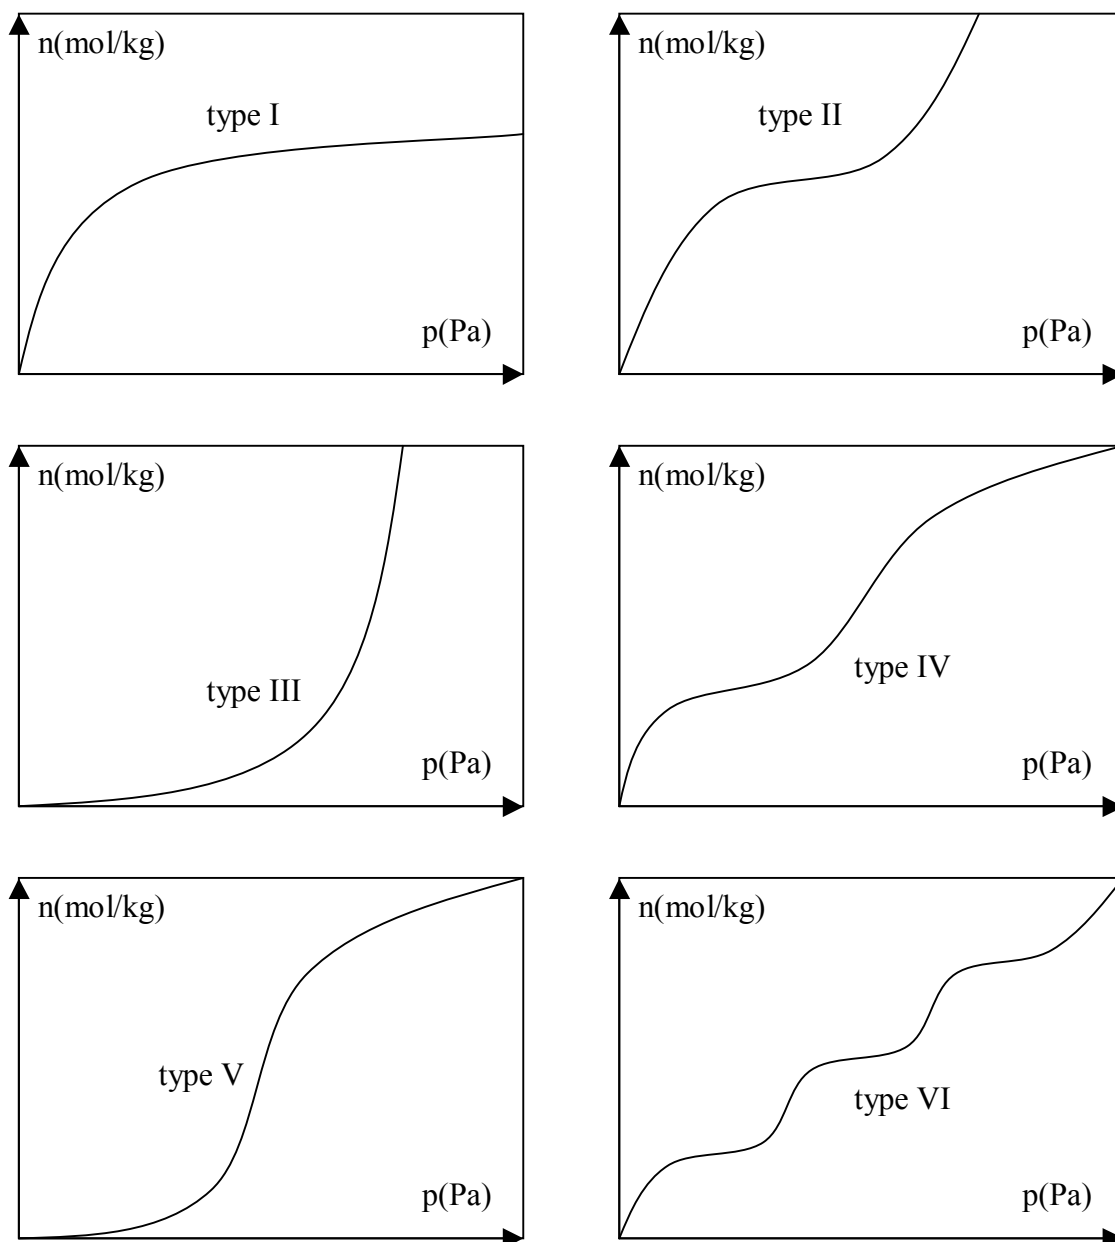 n(mol/kg)
type I
p(Pa)
n(mol/kg)
type II
p(Pa)
n(mol/kg)
type III
p(Pa)
n(mol/kg)
type IV
p(Pa)
n(mol/kg)
type V
p(Pa)
n(mol/kg)
type VI
p(Pa)